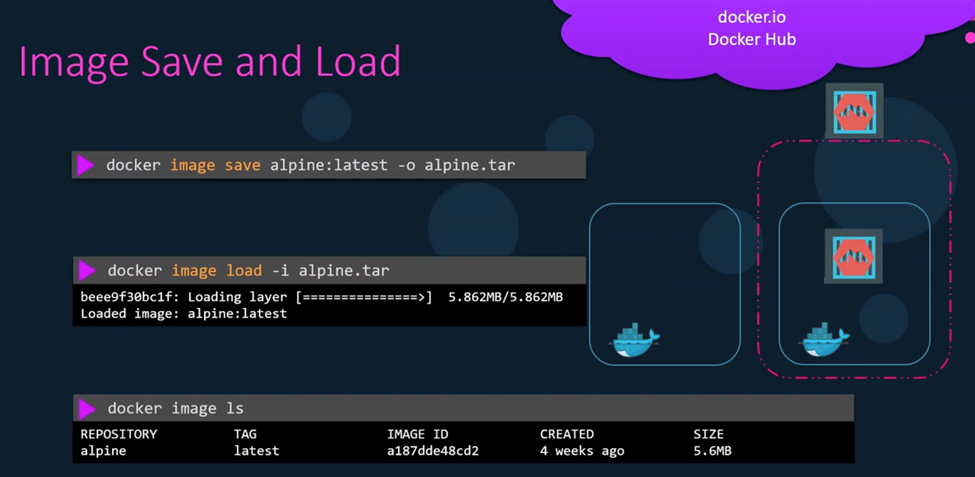 docker.io
Docker Hub
Image Save and Load
docker image save alpine:latest -o alpine.tar
docker image load -i alpine.tar
beee9f30bc1f: Loading layer [===============>] 5.862MB/5.862MB
Loaded image: alpine:latest
docker image ls
REPOSITORY TAG IMAGE ID CREATED SIZE
alpine latest a187dde48cd2 4 weeks ago 5.6MB